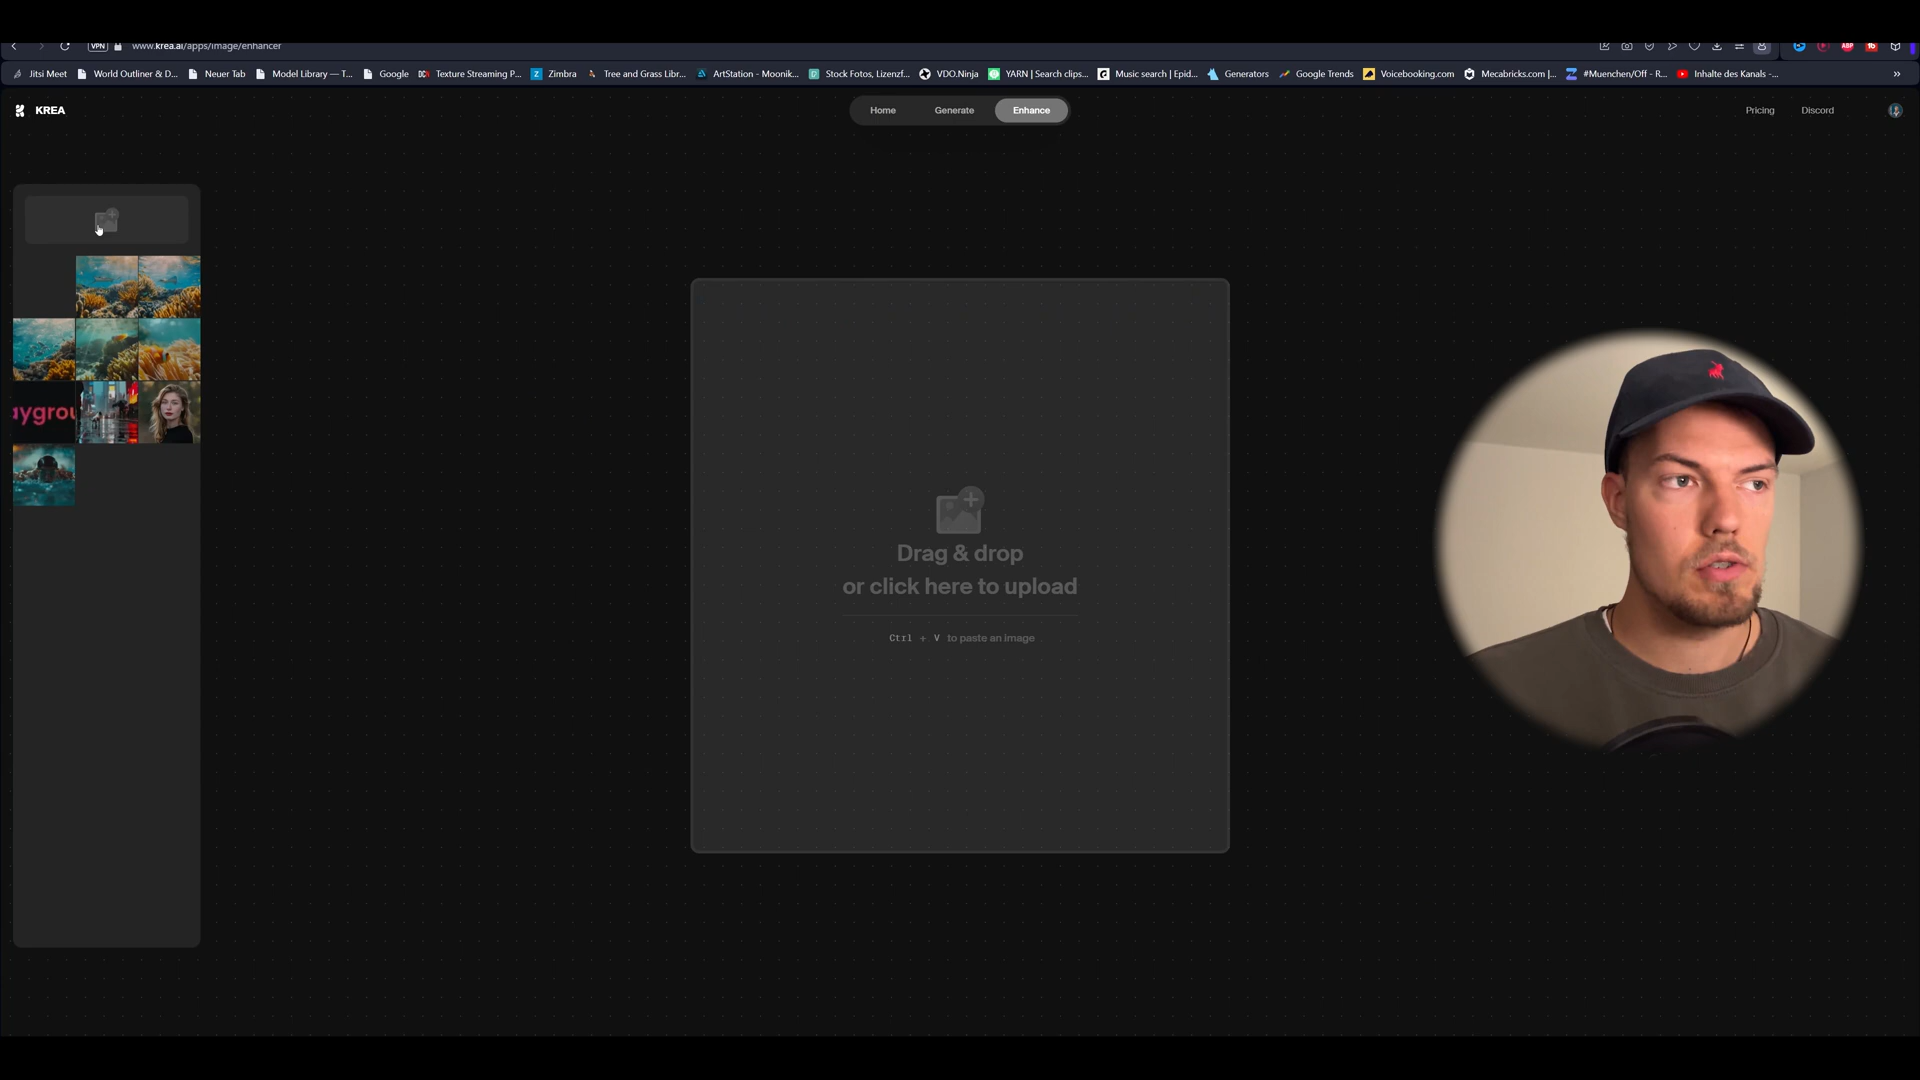 www.krea.ai/apps/image/enhancer
VPN
Jitsi Meet World Outliner & D... Neuer Tab Model Library — T... Google Texture Streaming P... Zimbra Tree and Grass Libr... ArtStation - Moonik... Stock Fotos, Lizenzf... VDO.Ninja YARN | Search clips... Music search | Epid... Generators Google Trends Voicebooking.com Mecabricks.com |... #Muenchen/Off - R... Inhalte des Kanals -... »
KREA
Home Generate Enhance
Pricing Discord
aygrou
Drag & drop
or click here to upload
Ctrl + V to paste an image